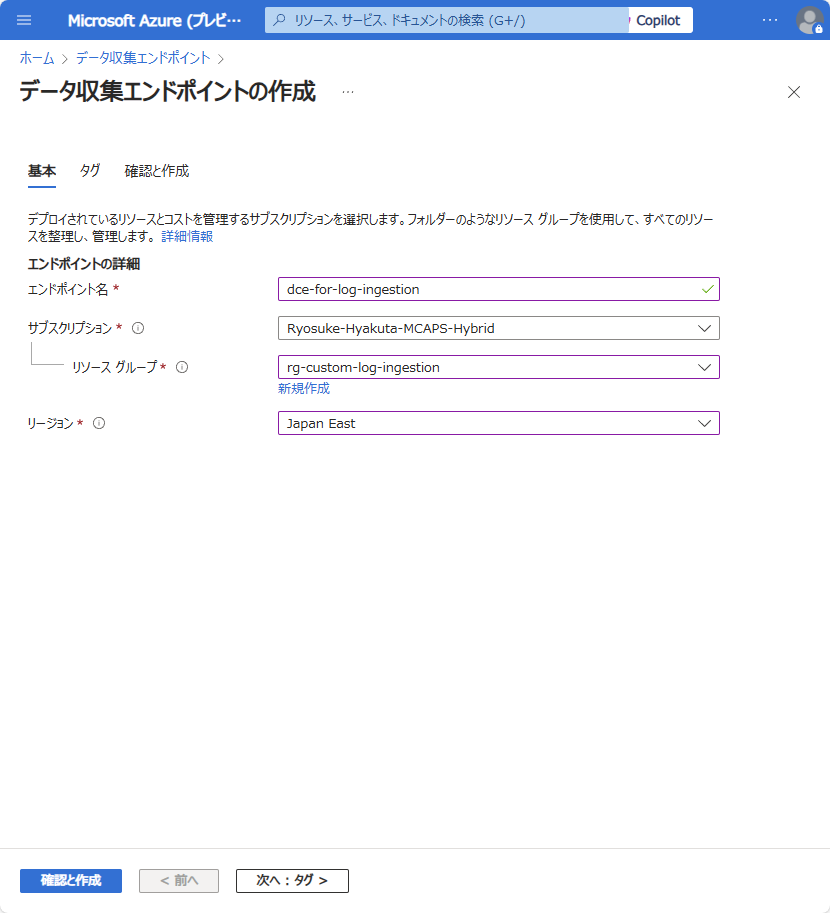 Microsoft Azure (プレビ…
リソース、サービス、ドキュメントの検索 (G+/)
Copilot
…
ホーム > データ収集エンドポイント >
データ収集エンドポイントの作成 …
基本 タグ 確認と作成
デプロイされているリソースとコストを管理するサブスクリプションを選択します。フォルダーのようなリソース グループを使用して、すべてのリソー
スを整理し、管理します。 詳細情報
エンドポイントの詳細
エンドポイント名 * dce-for-log-ingestion
サブスクリプション * Ryosuke-Hyakuta-MCAPS-Hybrid
リソース グループ * rg-custom-log-ingestion
新規作成
リージョン * Japan East
確認と作成 < 前へ 次へ : タグ >